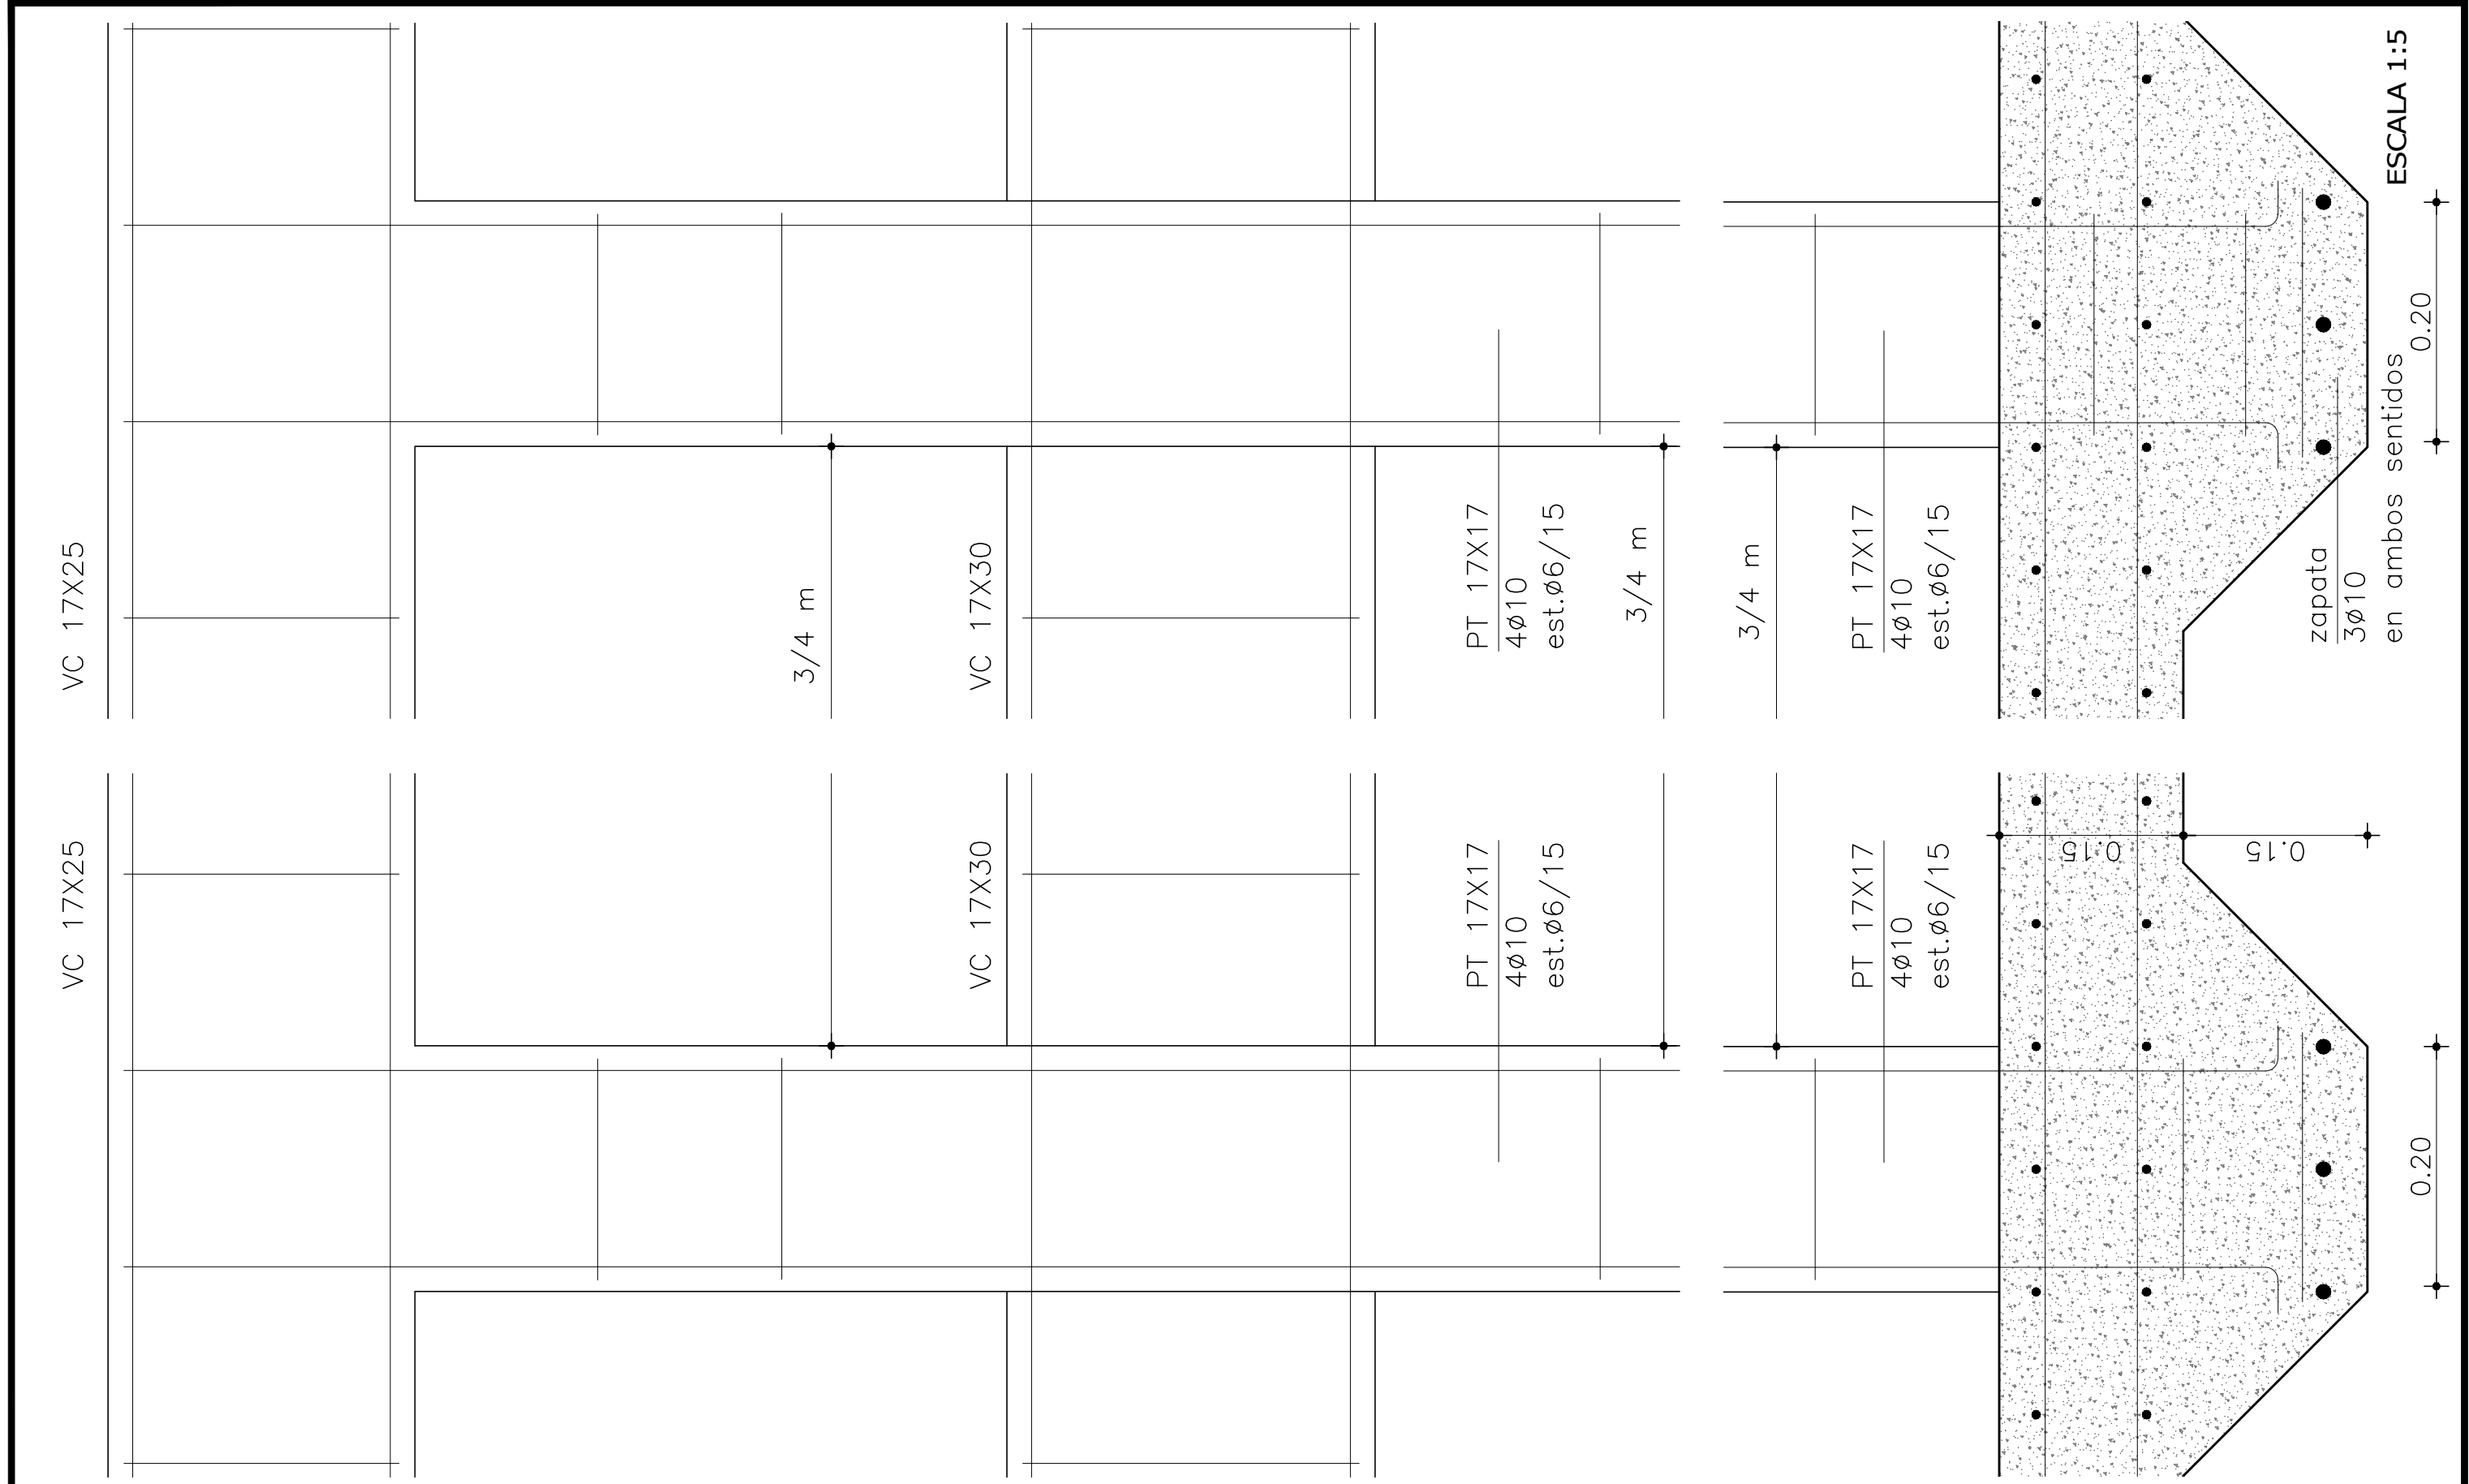 VC 17X25
VC 17X25
3/4 m
VC 17X30
VC 17X30
PT 17X17
4ø10
est.ø6/15
PT 17X17
4ø10
est.ø6/15
3/4 m
3/4 m
PT 17X17
4ø10
est.ø6/15
PT 17X17
4ø10
est.ø6/15
0.15
0.15
zapata
3ø10
en ambos sentidos
ESCALA 1:5
0.20
0.20